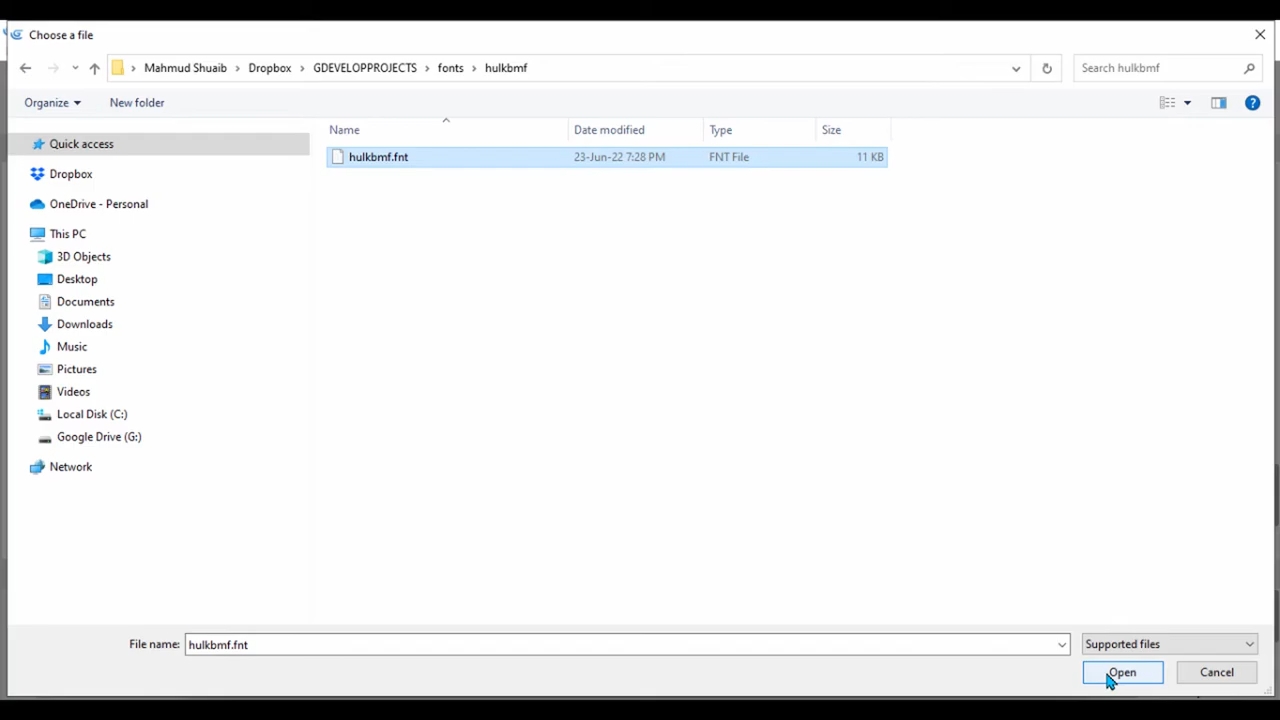 Choose a file
Mahmud Shuaib > Dropbox > GDEVELOPPROJECTS > fonts > hulkbmf
Search hulkbmf
Organize
New folder
Name
Date modified
Type
Size
Quick access
hulkbmf.fnt
23-Jun-22 7:28 PM
FNT File
11 KB
Dropbox
OneDrive - Personal
This PC
3D Objects
Desktop
Documents
Downloads
Music
Pictures
Videos
Local Disk (C:)
Google Drive (G:)
Network
File name: hulkbmf.fnt
Supported files
Open
Cancel